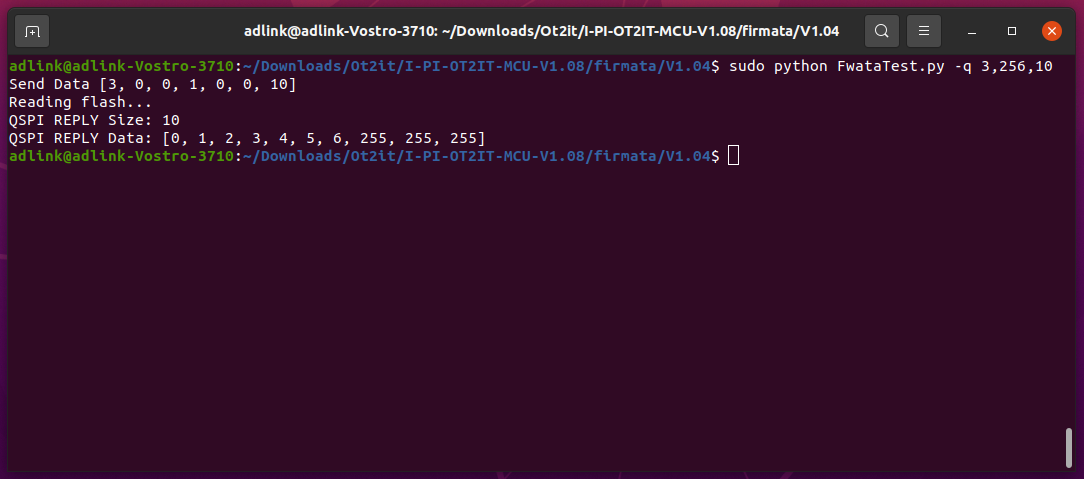 adlink@adlink-Vostro-3710: ~/Downloads/Ot2it/I-PI-OT2IT-MCU-V1.08/firmata/V1.04
adlink@adlink-Vostro-3710:~/Downloads/Ot2it/I-PI-OT2IT-MCU-V1.08/firmata/V1.04$ sudo python FwataTest.py -q 3,256,10
Send Data [3, 0, 0, 1, 0, 0, 10]
Reading flash...
QSPI REPLY Size: 10
QSPI REPLY Data: [0, 1, 2, 3, 4, 5, 6, 255, 255, 255]
adlink@adlink-Vostro-3710:~/Downloads/Ot2it/I-PI-OT2IT-MCU-V1.08/firmata/V1.04$